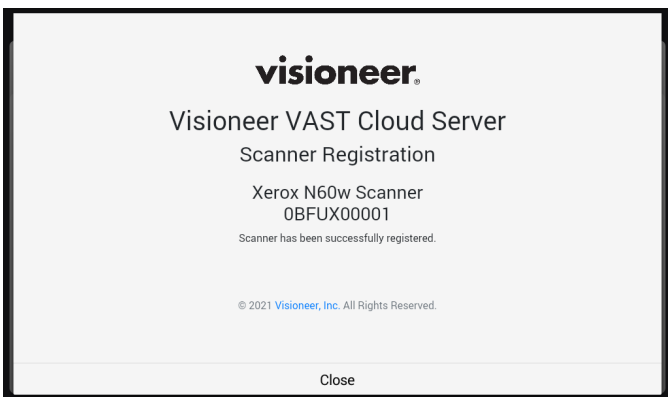 visioneer®
Visioneer VAST Cloud Server
Scanner Registration
Xerox N60w Scanner
0BFUX00001
Scanner has been successfully registered.
© 2021 Visioneer, Inc. All Rights Reserved.
Close